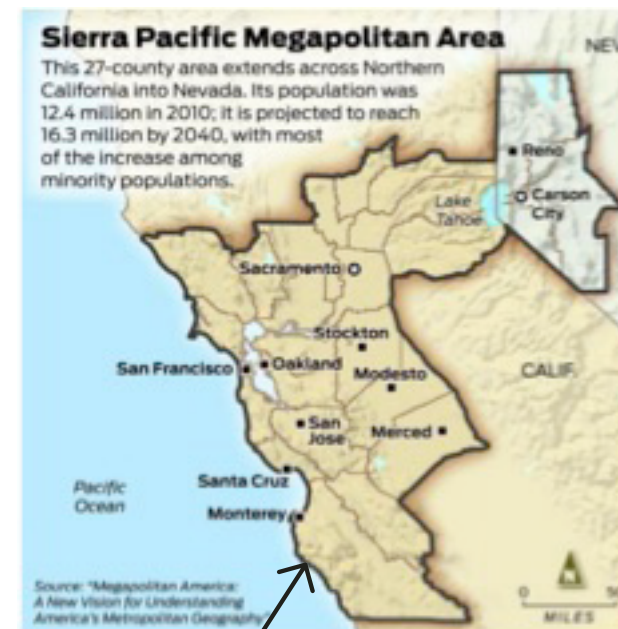 Sierra Pacific Megapolitan Area
This 27-county area extends across Northern
California into Nevada. Its population was
12.4 million in 2010; it is projected to reach
16.3 million by 2040, with most
of the increase among
minority populations.
NEV
Reno
Lake
Tahoe
Carson
City
Sacramento
Stockton
San Francisco
Oakland
Modesto
CALIF.
San
Jose
Merced
Santa Cruz
Pacific
Ocean
Monterey
Source: "Megapolitan America:
A New Vision for Understanding
America's Metropolitan Geography"
0
MILES